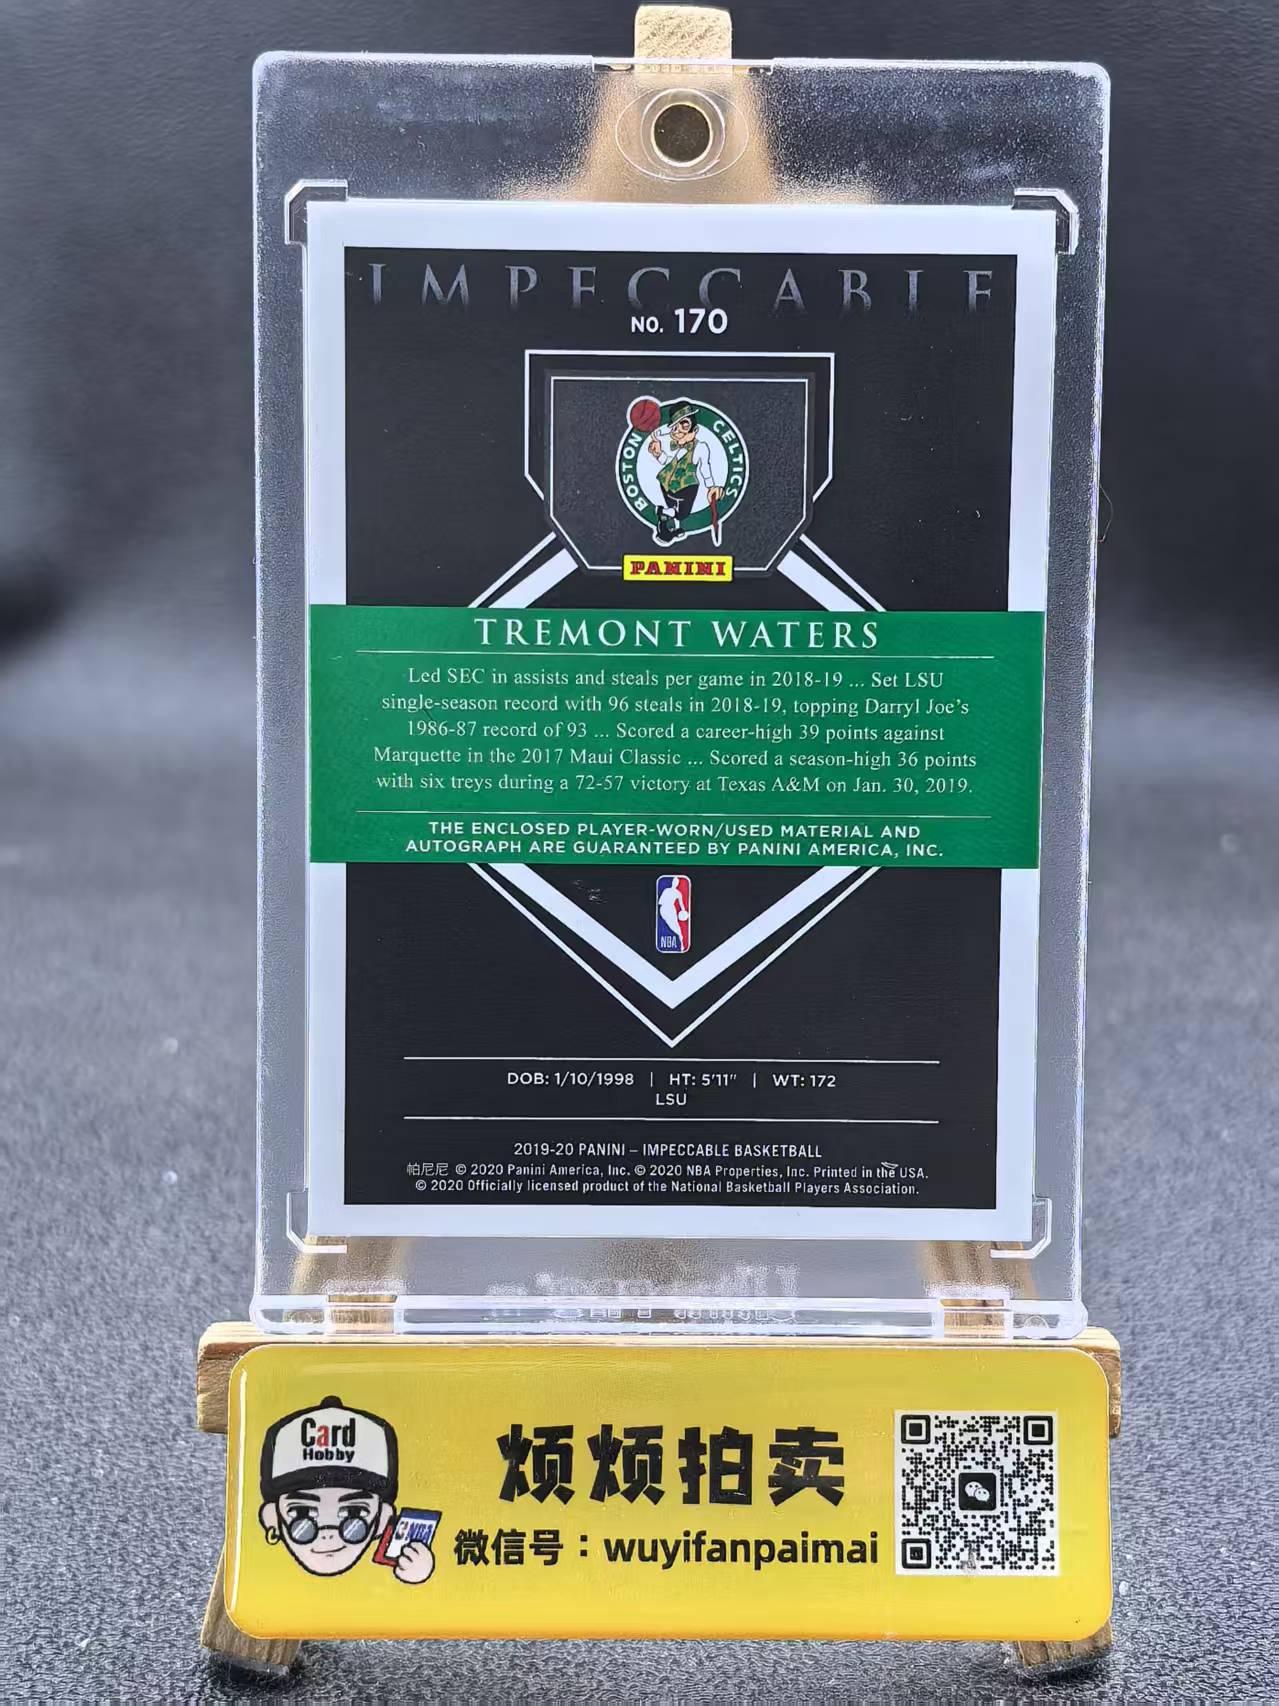 IMPECCABLE
NO. 170
BOSTON CELTICS
PANINI
TREMONT WATERS
Led SEC in assists and steals per game in 2018-19 ... Set LSU
single-season record with 96 steals in 2018-19, topping Darryl Joe's
1986-87 record of 93 ... Scored a career-high 39 points against
Marquette in the 2017 Maui Classic ... Scored a season-high 36 points
with six treys during a 72-57 victory at Texas A&M on Jan. 30, 2019.
THE ENCLOSED PLAYER-WORN/USED MATERIAL AND
AUTOGRAPH ARE GUARANTEED BY PANINI AMERICA, INC.
NBA
DOB: 1/10/1998 | HT: 5'11" | WT: 172
LSU
2019-20 PANINI – IMPECCABLE BASKETBALL
帕尼尼 © 2020 Panini America, Inc. © 2020 NBA Properties, Inc. Printed in the USA.
© 2020 Officially licensed product of the National Basketball Players Association.
Card
Hobby
NBA
烦烦拍卖
微信号：wuyifanpaimai